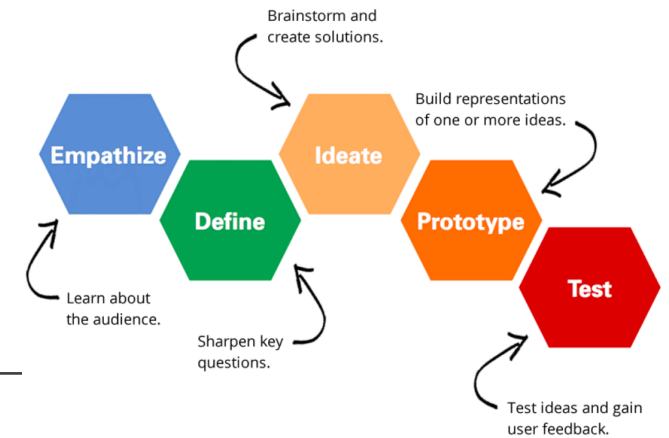 Brainstorm and
create solutions.
Build representations
of one or more ideas.
Empathize
Ideate
Define
Prototype
Test
Learn about
the audience.
Sharpen key
questions.
Test ideas and gain
user feedback.